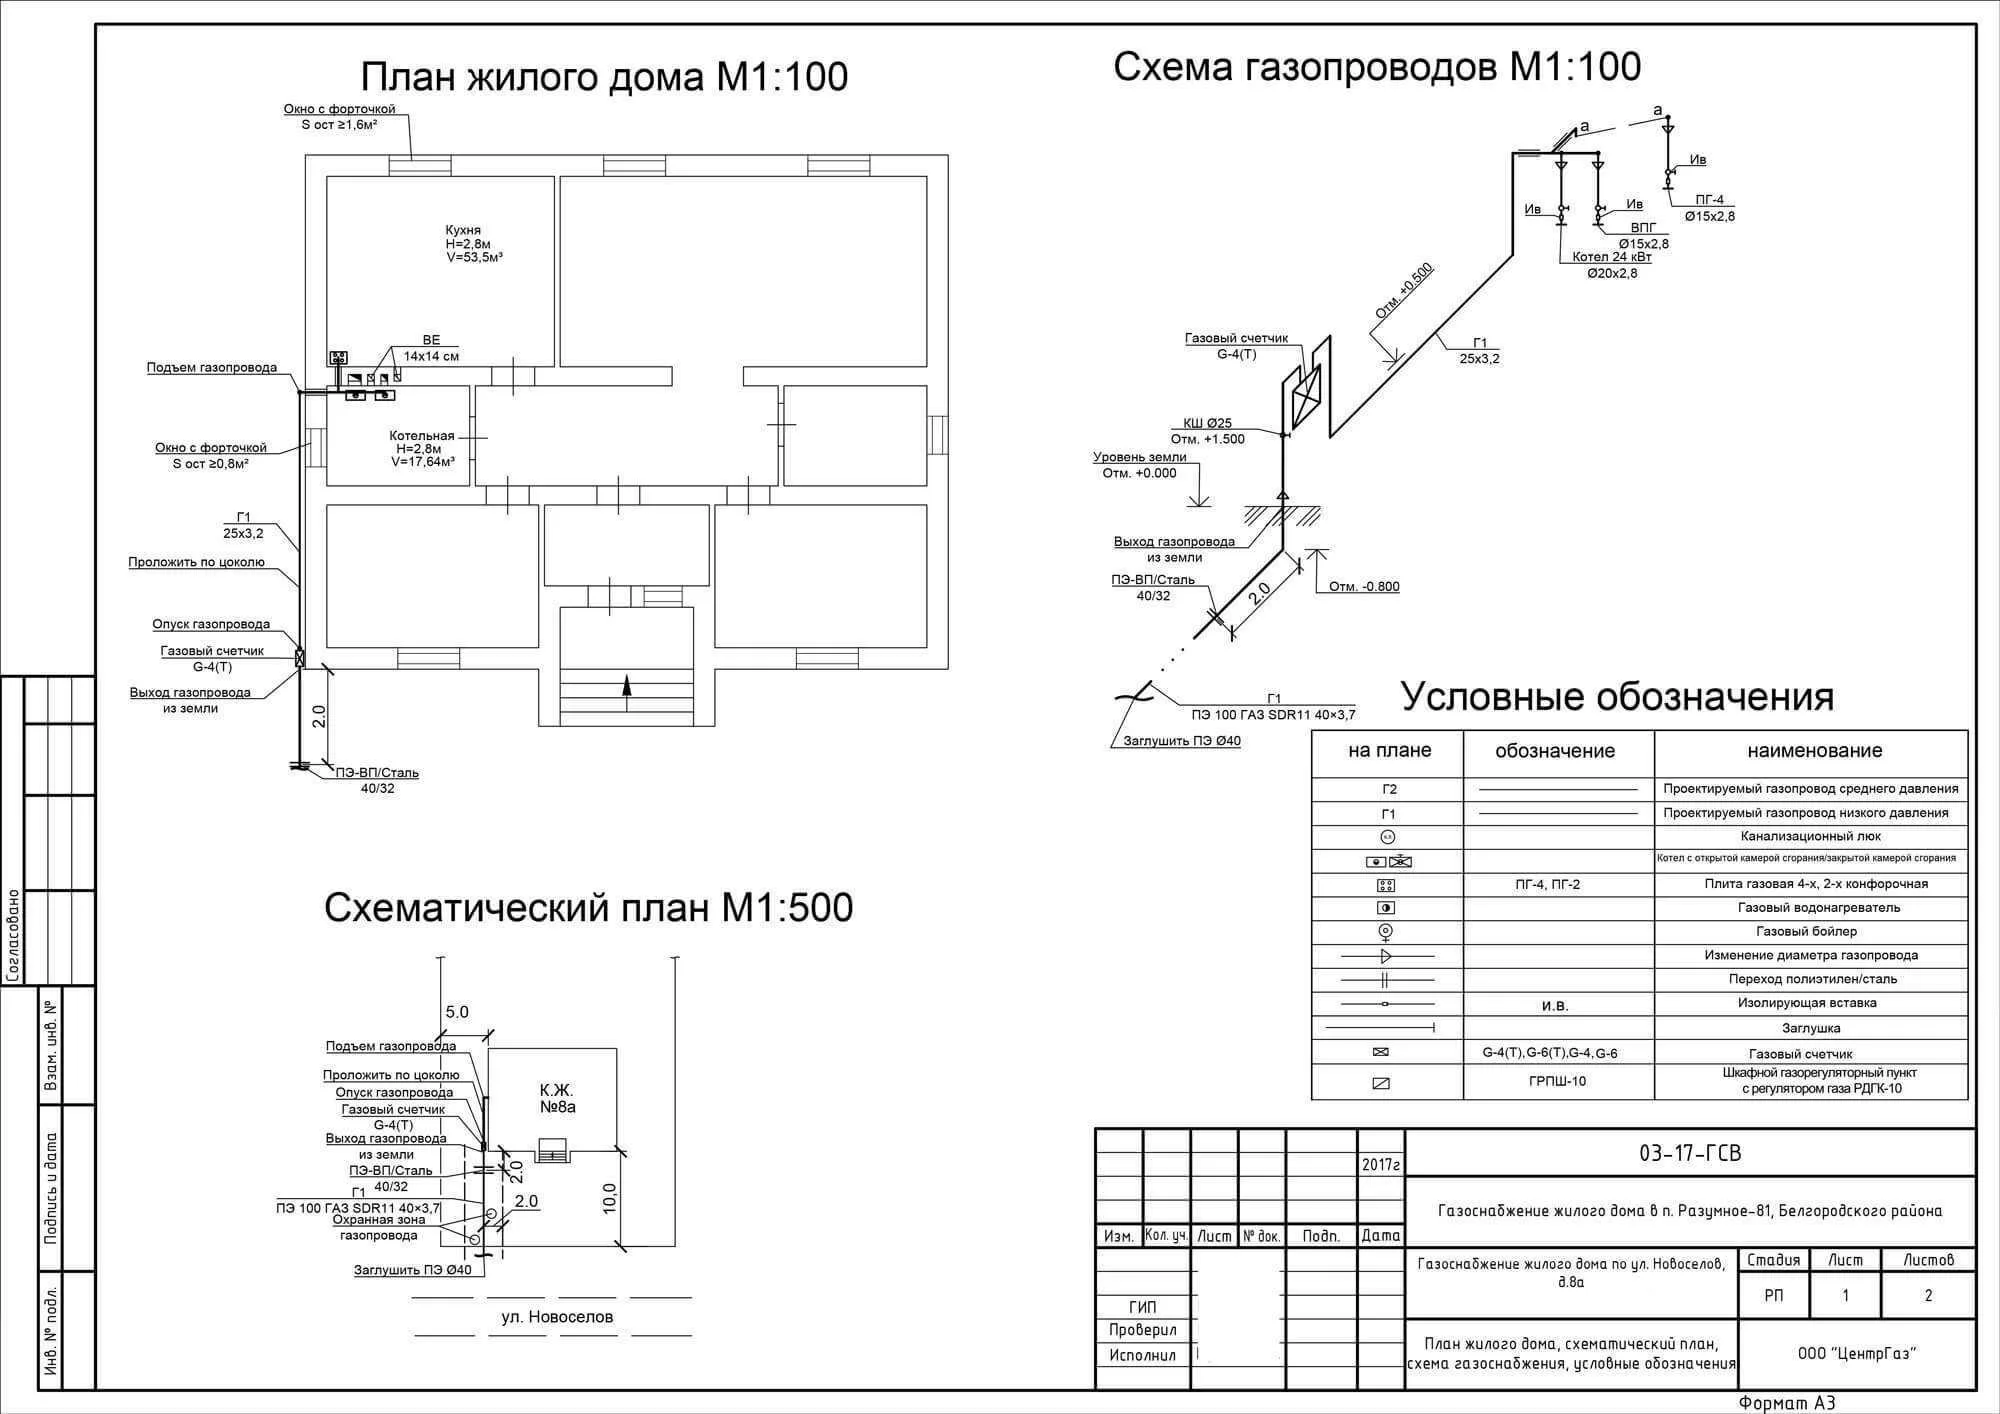 План жилого дома М1:100
Окно с форточкой
S ост ≥1,6м²
Кухня
Н=2,8м
V=53,5м³
ВЕ
14х14 см
Подъем газопровода
Котельная
Н=2,8м
V=17,64м³
Окно с форточкой
S ост ≥0,8м²
Г1
25х3,2
Проложить по цоколю
Опуск газопровода
Газовый счетчик
G-4(Т)
Выход газопровода
из земли
2.0
ПЭ-ВП/Сталь
40/32
Схема газопроводов М1:100
а
а
Ив
ПГ-4
Ø15х2,8
Ив
Ив
ВПГ
Ø15х2,8
Котел 24 кВт
Ø20х2,8
Отм. +0.500
Г1
25х3,2
Газовый счетчик
G-4(Т)
КШ Ø25
Отм. +1.500
Уровень земли
Отм. +0.000
Выход газопровода
из земли
ПЭ-ВП/Сталь
40/32
2.0
Отм. -0.800
Г1
ПЭ 100 ГАЗ SDR11 40×3,7
Заглушить ПЭ Ø40
Условные обозначения
на плане обозначение наименование
Г2 Проектируемый газопровод среднего давления
Г1 Проектируемый газопровод низкого давления
Канализационный люк
Котел с открытой камерой сгорания/закрытой камерой сгорания
ПГ-4, ПГ-2 Плита газовая 4-х, 2-х конфорочная
Газовый водонагреватель
Газовый бойлер
Изменение диаметра газопровода
Переход полиэтилен/сталь
и.в. Изолирующая вставка
Заглушка
G-4(Т),G-6(Т),G-4,G-6 Газовый счетчик
ГРПШ-10 Шкафной газорегуляторный пункт
с регулятором газа РДГК-10
Схематический план М1:500
5.0
Подъем газопровода
Проложить по цоколю
Опуск газопровода
Газовый счетчик
G-4(Т)
Выход газопровода
из земли
ПЭ-ВП/Сталь
40/32
Г1
ПЭ 100 ГАЗ SDR11 40×3,7
Охранная зона
газопровода
Заглушить ПЭ Ø40
К.Ж.
№8а
2.0
2.0
10,0
ул. Новоселов
Согласовано
Взам. инв. №
Подпись и дата
Инв. № подл.
2017г
Изм. Кол. уч. Лист № док. Подп. Дата
ГИП
Проверил
Исполнил
03-17-ГСВ
Газоснабжение жилого дома в п. Разумное-81, Белгородского района
Газоснабжение жилого дома по ул. Новоселов,
д.8а
Стадия Лист Листов
РП 1 2
План жилого дома, схематический план,
схема газоснабжения, условные обозначения
ООО "ЦентрГаз"
Формат А3